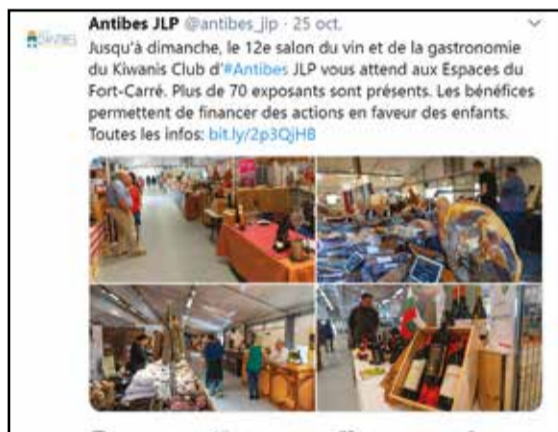 Antibes JLP @antibes_jlp · 25 oct.
Jusqu'à dimanche, le 12e salon du vin et de la gastronomie
du Kiwanis Club d'#Antibes JLP vous attend aux Espaces du
Fort-Carré. Plus de 70 exposants sont présents. Les bénéfices
permettent de financer des actions en faveur des enfants.
Toutes les infos: bit.ly/2p3QjHB
ANTIBES